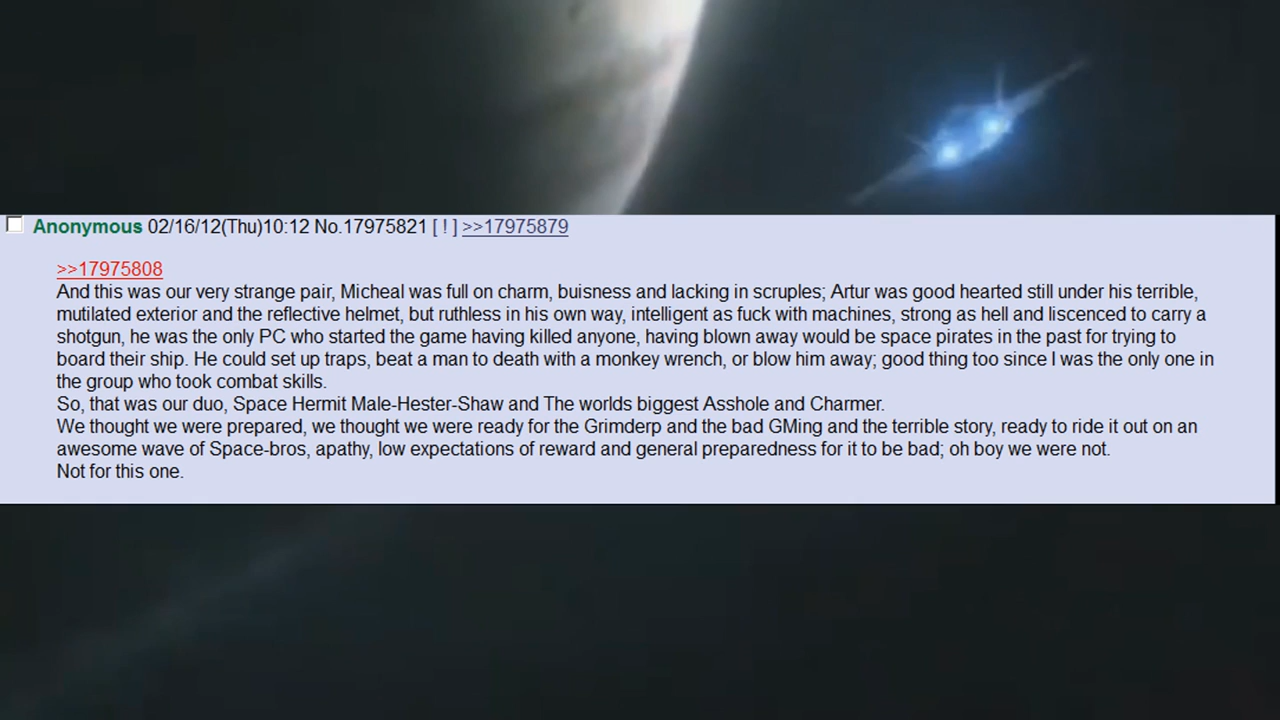 Anonymous 02/16/12(Thu)10:12 No.17975821 [ ! ] >>17975879
>>17975808
And this was our very strange pair, Micheal was full on charm, buisness and lacking in scruples; Artur was good hearted still under his terrible,
mutilated exterior and the reflective helmet, but ruthless in his own way, intelligent as fuck with machines, strong as hell and liscenced to carry a
shotgun, he was the only PC who started the game having killed anyone, having blown away would be space pirates in the past for trying to
board their ship. He could set up traps, beat a man to death with a monkey wrench, or blow him away; good thing too since I was the only one in
the group who took combat skills.
So, that was our duo, Space Hermit Male-Hester-Shaw and The worlds biggest Asshole and Charmer.
We thought we were prepared, we thought we were ready for the Grimderp and the bad GMing and the terrible story, ready to ride it out on an
awesome wave of Space-bros, apathy, low expectations of reward and general preparedness for it to be bad; oh boy we were not.
Not for this one.